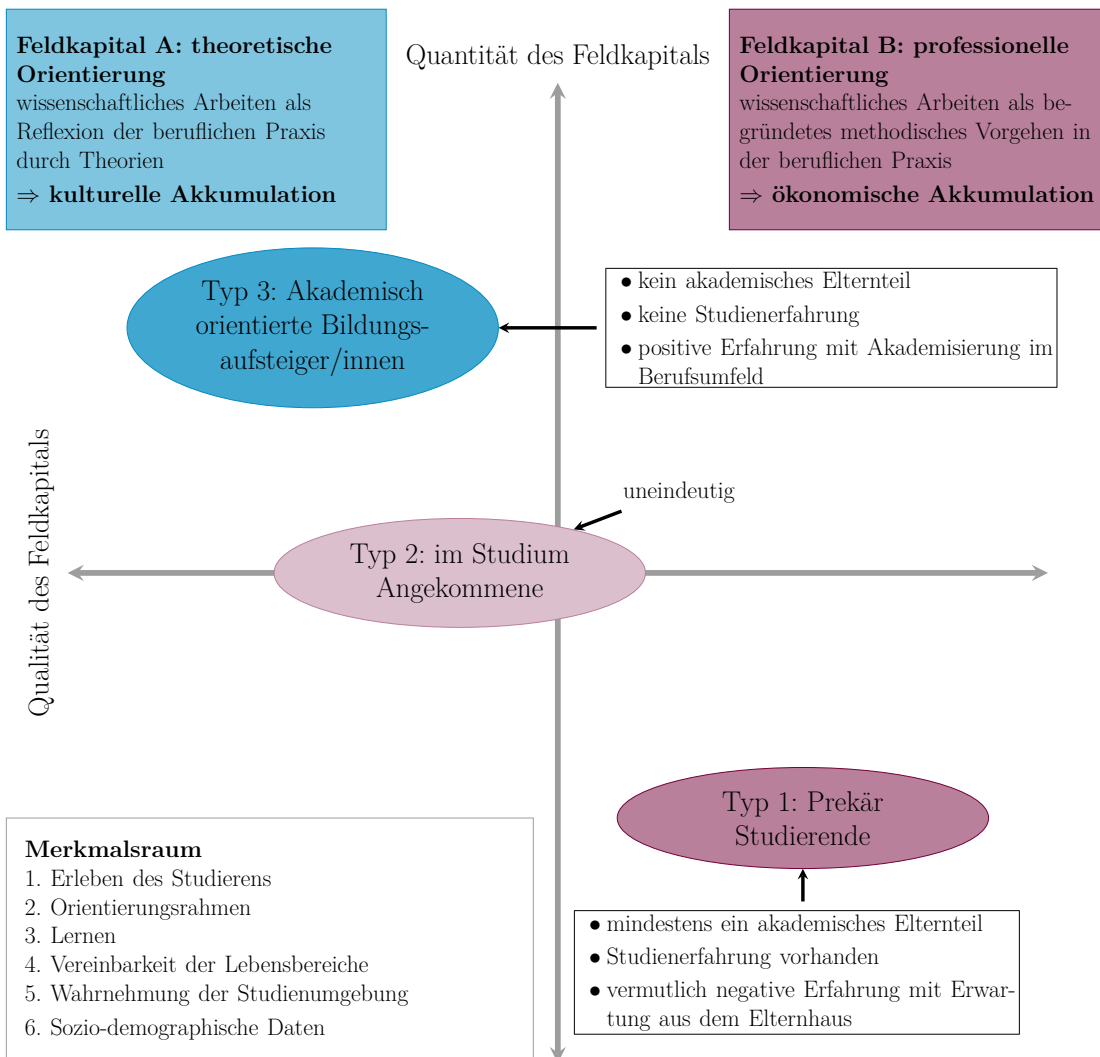 Feldkapital A: theoretische
Orientierung
wissenschaftliches Arbeiten als
Reflexion der beruflichen Praxis
durch Theorien
⇒ kulturelle Akkumulation
Quantität des Feldkapitals
Feldkapital B: professionelle
Orientierung
wissenschaftliches Arbeiten als be-
gründetes methodisches Vorgehen in
der beruflichen Praxis
⇒ ökonomische Akkumulation
Typ 3: Akademisch
orientierte Bildungs-
aufsteiger/innen
• kein akademisches Elternteil
• keine Studienerfahrung
• positive Erfahrung mit Akademisierung im
Berufsumfeld
Qualität des Feldkapitals
uneindeutig
Typ 2: im Studium
Angekommene
Typ 1: Prekär
Studierende
Merkmalsraum
1. Erleben des Studierens
2. Orientierungsrahmen
3. Lernen
4. Vereinbarkeit der Lebensbereiche
5. Wahrnehmung der Studienumgebung
6. Sozio-demographische Daten
• mindestens ein akademisches Elternteil
• Studienerfahrung vorhanden
• vermutlich negative Erfahrung mit Erwar-
tung aus dem Elternhaus